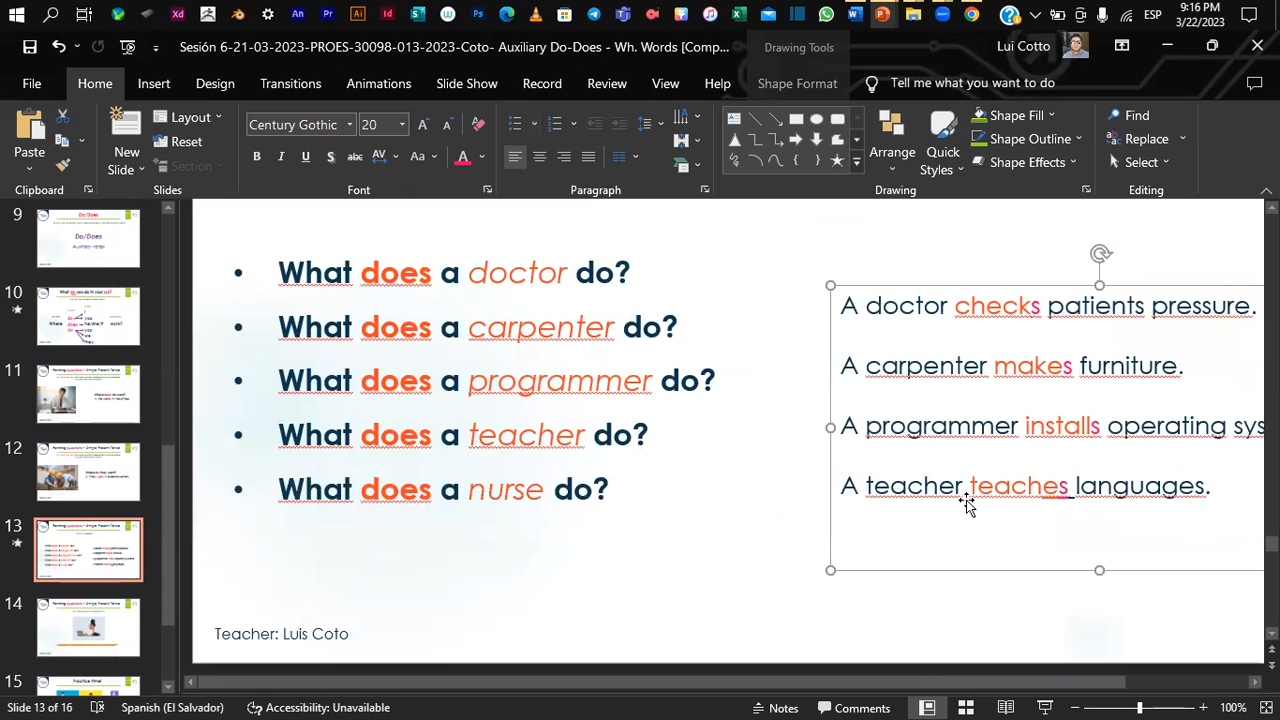 9:16 PM
ESP
3/22/2023
Sesión 6-21-03-2023-PROES-30098-013-2023-Coto- Auxiliary Do-Does - Wh. Words [Comp...
Drawing Tools
Lui Cotto
File
Home
Insert
Design
Transitions
Animations
Slide Show
Record
Review
View
Help
Shape Format
Tell me what you want to do
Paste
New
Slide
Layout
Reset
Section
Century Gothic
20
Arrange
Quick
Styles
Shape Fill
Shape Outline
Shape Effects
Find
Replace
Select
Clipboard
Slides
Font
Paragraph
Drawing
Editing
9
10
11
12
13
14
15
Do/Does
What does a doctor do?
What does a carpenter do?
What does a programmer do?
What does a teacher do?
What does a nurse do?
A doctor checks patients pressure.
A carpenter makes furniture.
A programmer installs operating sys
A teacher teaches languages.
Teacher: Luis Coto
Slide 13 of 16
Spanish (El Salvador)
Accessibility: Unavailable
Notes
Comments
100%